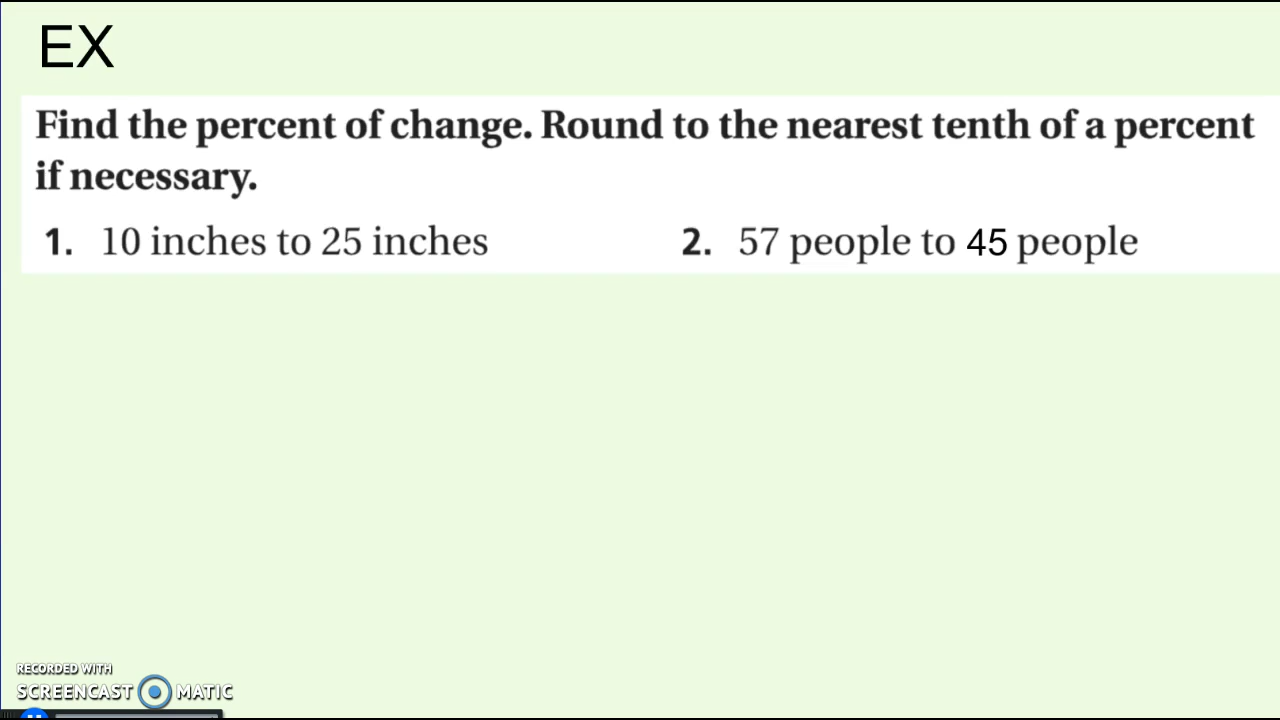 EX
Find the percent of change. Round to the nearest tenth of a percent
if necessary.
1. 10 inches to 25 inches 2. 57 people to 45 people
RECORDED WITH
SCREENCAST MATIC